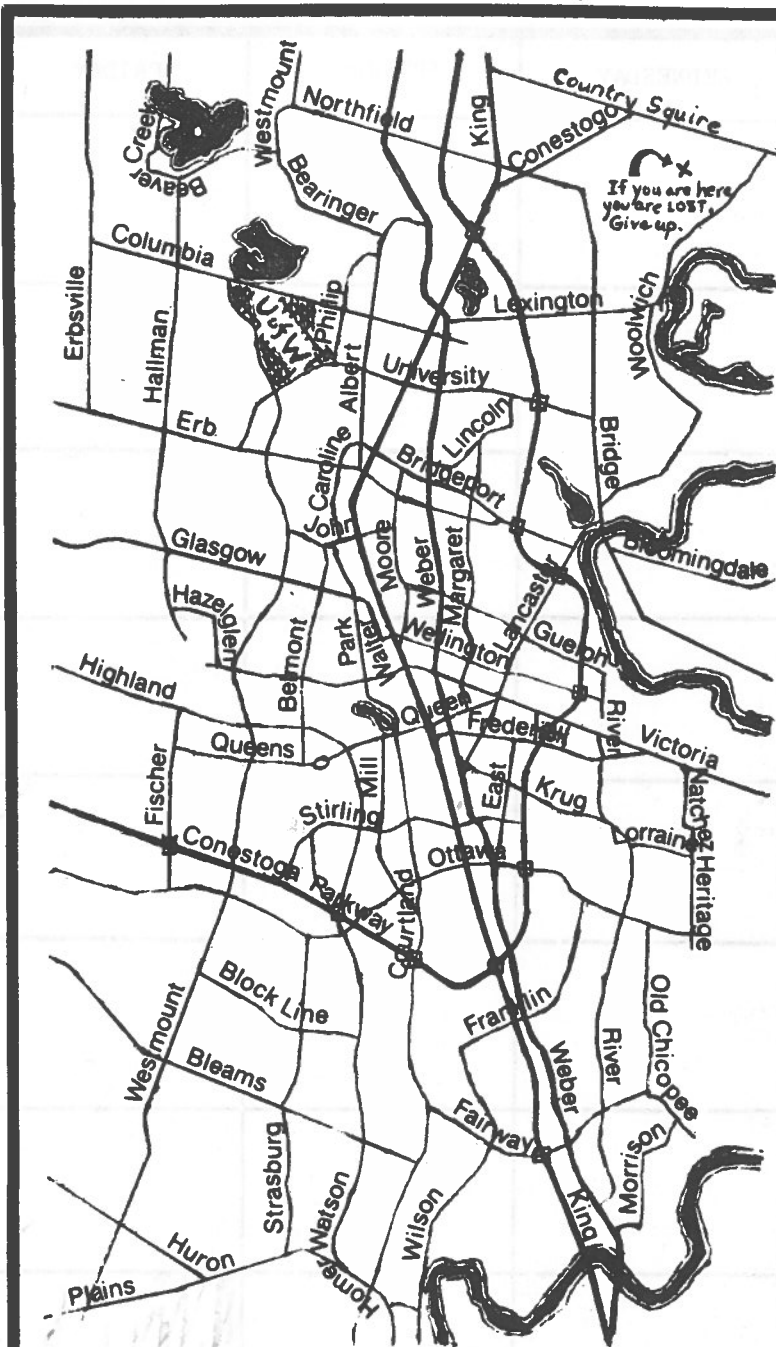 Country Squire
Northfield
King
Conestogo
Westmount
Beaver Creek
Bearinger
If you are here
you are LOST.
Give up.
Columbia
Erbsville
Hallman
U of W
Phillip
Albert
Lexington
Woolwich
University
Lincoln
Erb
Caroline
Bridgeport
Bridge
Bloomingdale
John
Moore
Weber
Margaret
Lancaster
Glasgow
Hazelglen
Belmont
Park
Walter
Wellington
Guelph
Highland
Queen
Frederick
River
Victoria
Queens
Fischer
Mill
East
Krug
Natchez
Stirling
Lorraine
Conestoga Parkway
Ottawa
Heritage
Courtland
Block Line
Franklin
Old Chicopee
Westmount
Bleams
Weber
River
Fairway
Morrison
Strasburg
Homer Watson
Wilson
King
Huron
Plains